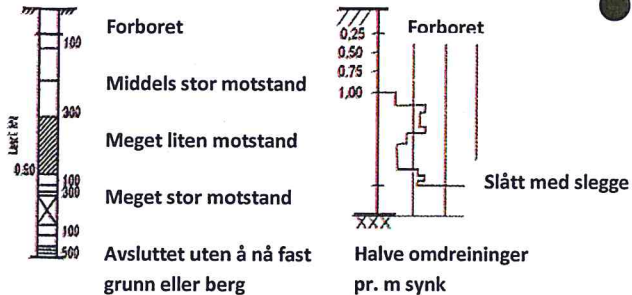 Forboret
100
Middels stor motstand
300
Meget liten motstand
0.50
100
300
Meget stor motstand
100
500
Avsluttet uten å nå fast
grunn eller berg
Forboret
0,25
0,50
0,75
1,00
Slått med slegge
XXX
Halve omdreininger
pr. m synk